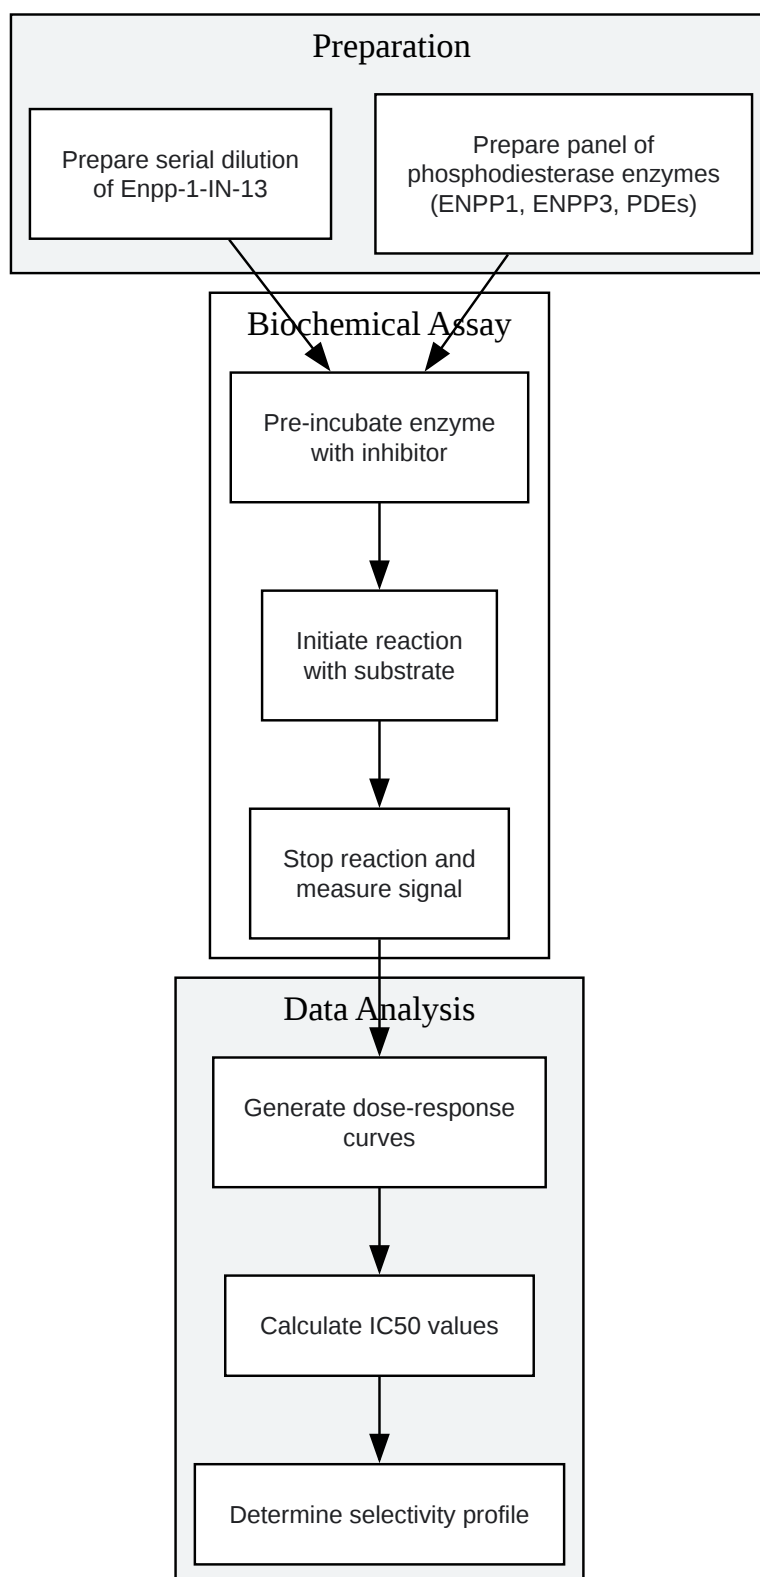 Preparation
Prepare serial dilution
of Enpp-1-IN-13
Prepare panel of
phosphodiesterase enzymes
(ENPP1, ENPP3, PDEs)
Biochemical Assay
Pre-incubate enzyme
with inhibitor
Initiate reaction
with substrate
Stop reaction and
measure signal
Data Analysis
Generate dose-response
curves
Calculate IC50 values
Determine selectivity profile